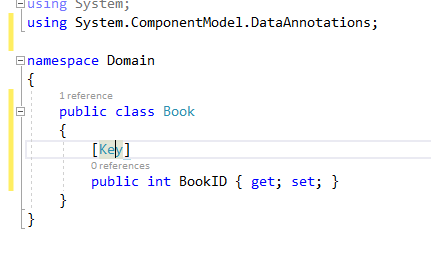 using System;
using System.ComponentModel.DataAnnotations;
namespace Domain
{
1 reference
public class Book
{
[Key]
0 references
public int BookID { get; set; }
}
}